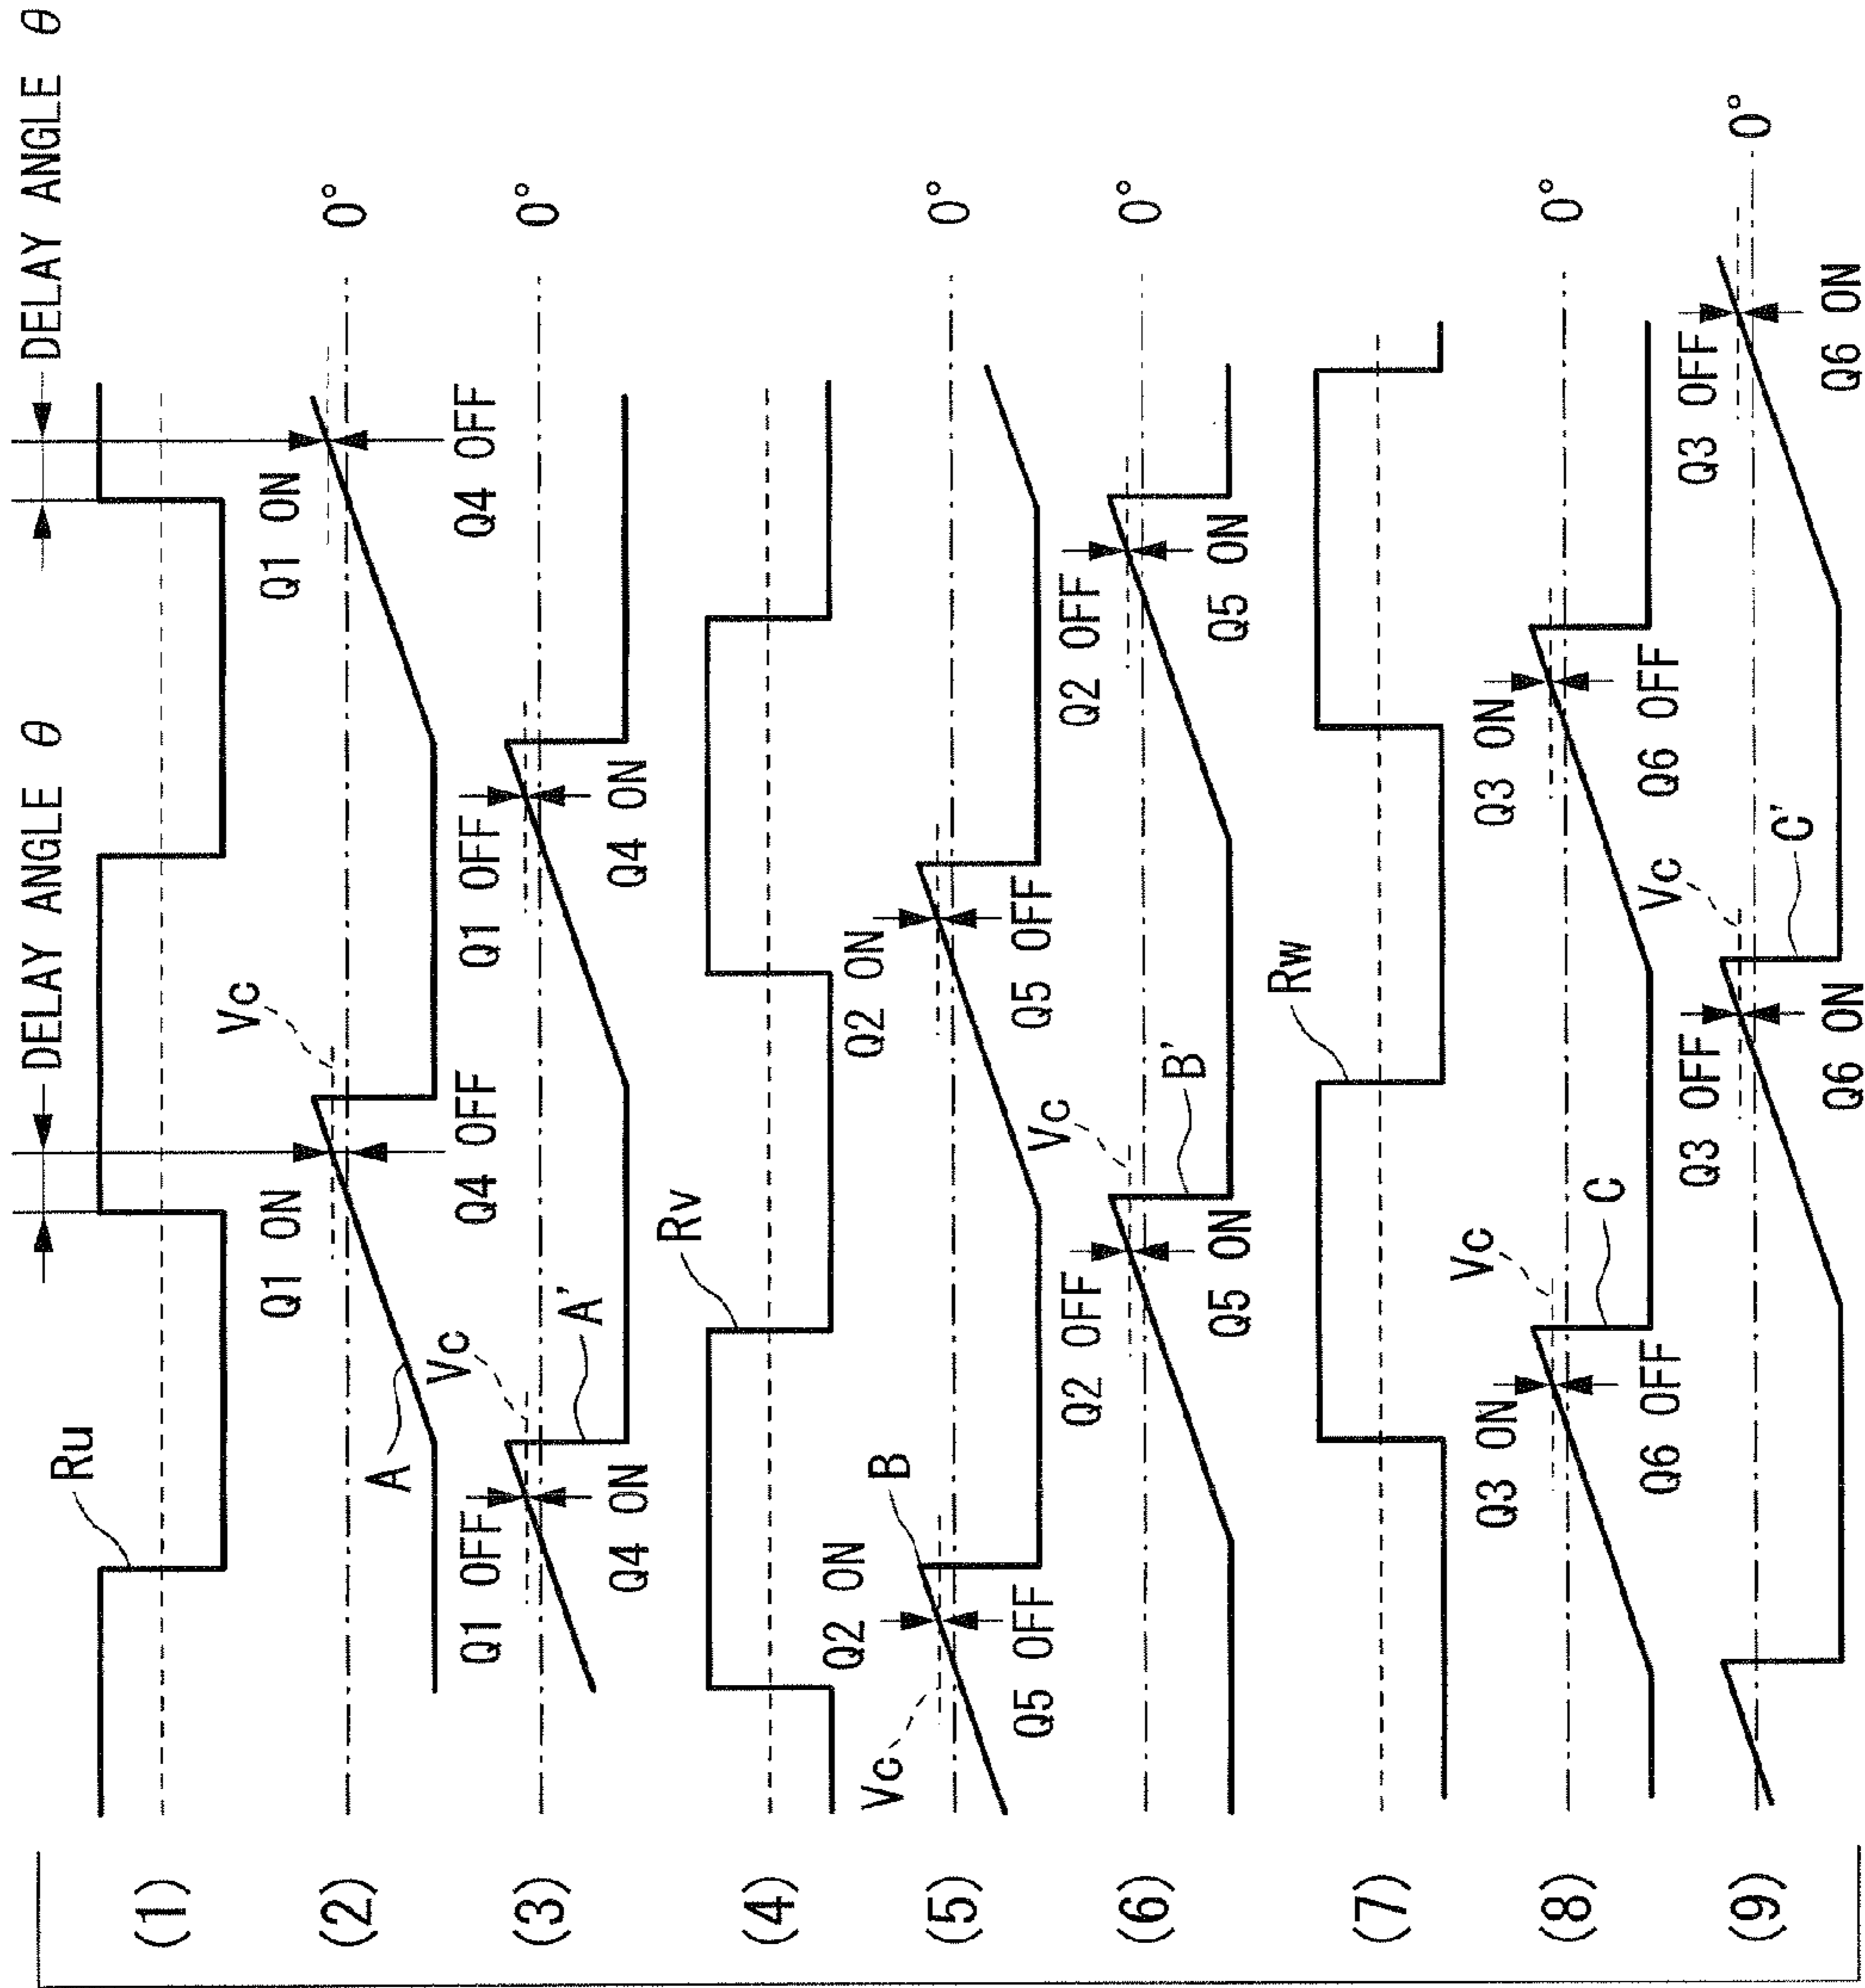 DELAY ANGLE θ
DELAY ANGLE θ
(1)
Ru
(2)
A
Q1 ON
Q4 OFF
Vc
Q1 ON
Q4 OFF
0°
(3)
Q1 OFF
Q4 ON
Vc
A'
Q1 OFF
Q4 ON
0°
(4)
Rv
(5)
Vc
Q2 ON
Q5 OFF
B
Q2 ON
Q5 OFF
0°
(6)
Q2 OFF
Q5 ON
Vc
B'
Q2 OFF
Q5 ON
0°
(7)
Rw
(8)
Q3 ON
Q6 OFF
Vc
C
Q3 ON
Q6 OFF
0°
(9)
Q3 OFF
Q6 ON
Vc
C'
Q3 OFF
Q6 ON
0°